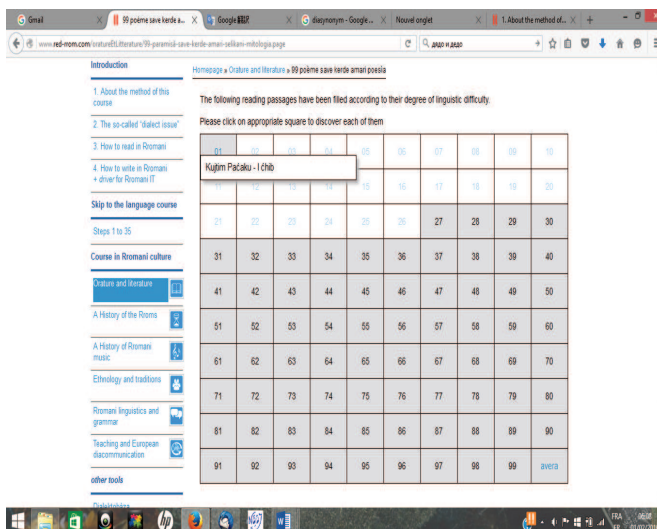 Gmail
99 poème save kerde a...
Google 翻訳
diasynonym - Google ...
Nouvel onglet
1. About the method of...
www.red-rrom.com/oratureEtLitterature/99-paramisá-save-kerde-amari-selikani-mitologia.page
дядо и дядо
Introduction
Homepage » Orature and literature » 99 poème save kerde amari poesia
1. About the method of this
course
2. The so-called 'dialect issue'
3. How to read in Rromani
4. How to write in Rromani
+ driver for Rromani IT
Skip to the language course
Steps 1 to 35
Course in Rromani culture
Orature and literature
A History of the Rroms
A History of Rromani
music
Ethnology and traditions
Rromani linguistics and
grammar
Teaching and European
diacommunication
other tools
The following reading passages have been filled according to their degree of linguistic difficulty.
Please click on appropriate square to discover each of them
01 02 03 04 05 06 07 08 09 10
Kujtim Paćaku - I ćhib
15 16 17 18 19 20
21 22 23 24 25 26 27 28 29 30
31 32 33 34 35 36 37 38 39 40
41 42 43 44 45 46 47 48 49 50
51 52 53 54 55 56 57 58 59 60
61 62 63 64 65 66 67 68 69 70
71 72 73 74 75 76 77 78 79 80
81 82 83 84 85 86 87 88 89 90
91 92 93 94 95 96 97 98 99 avera
FRA 06:08